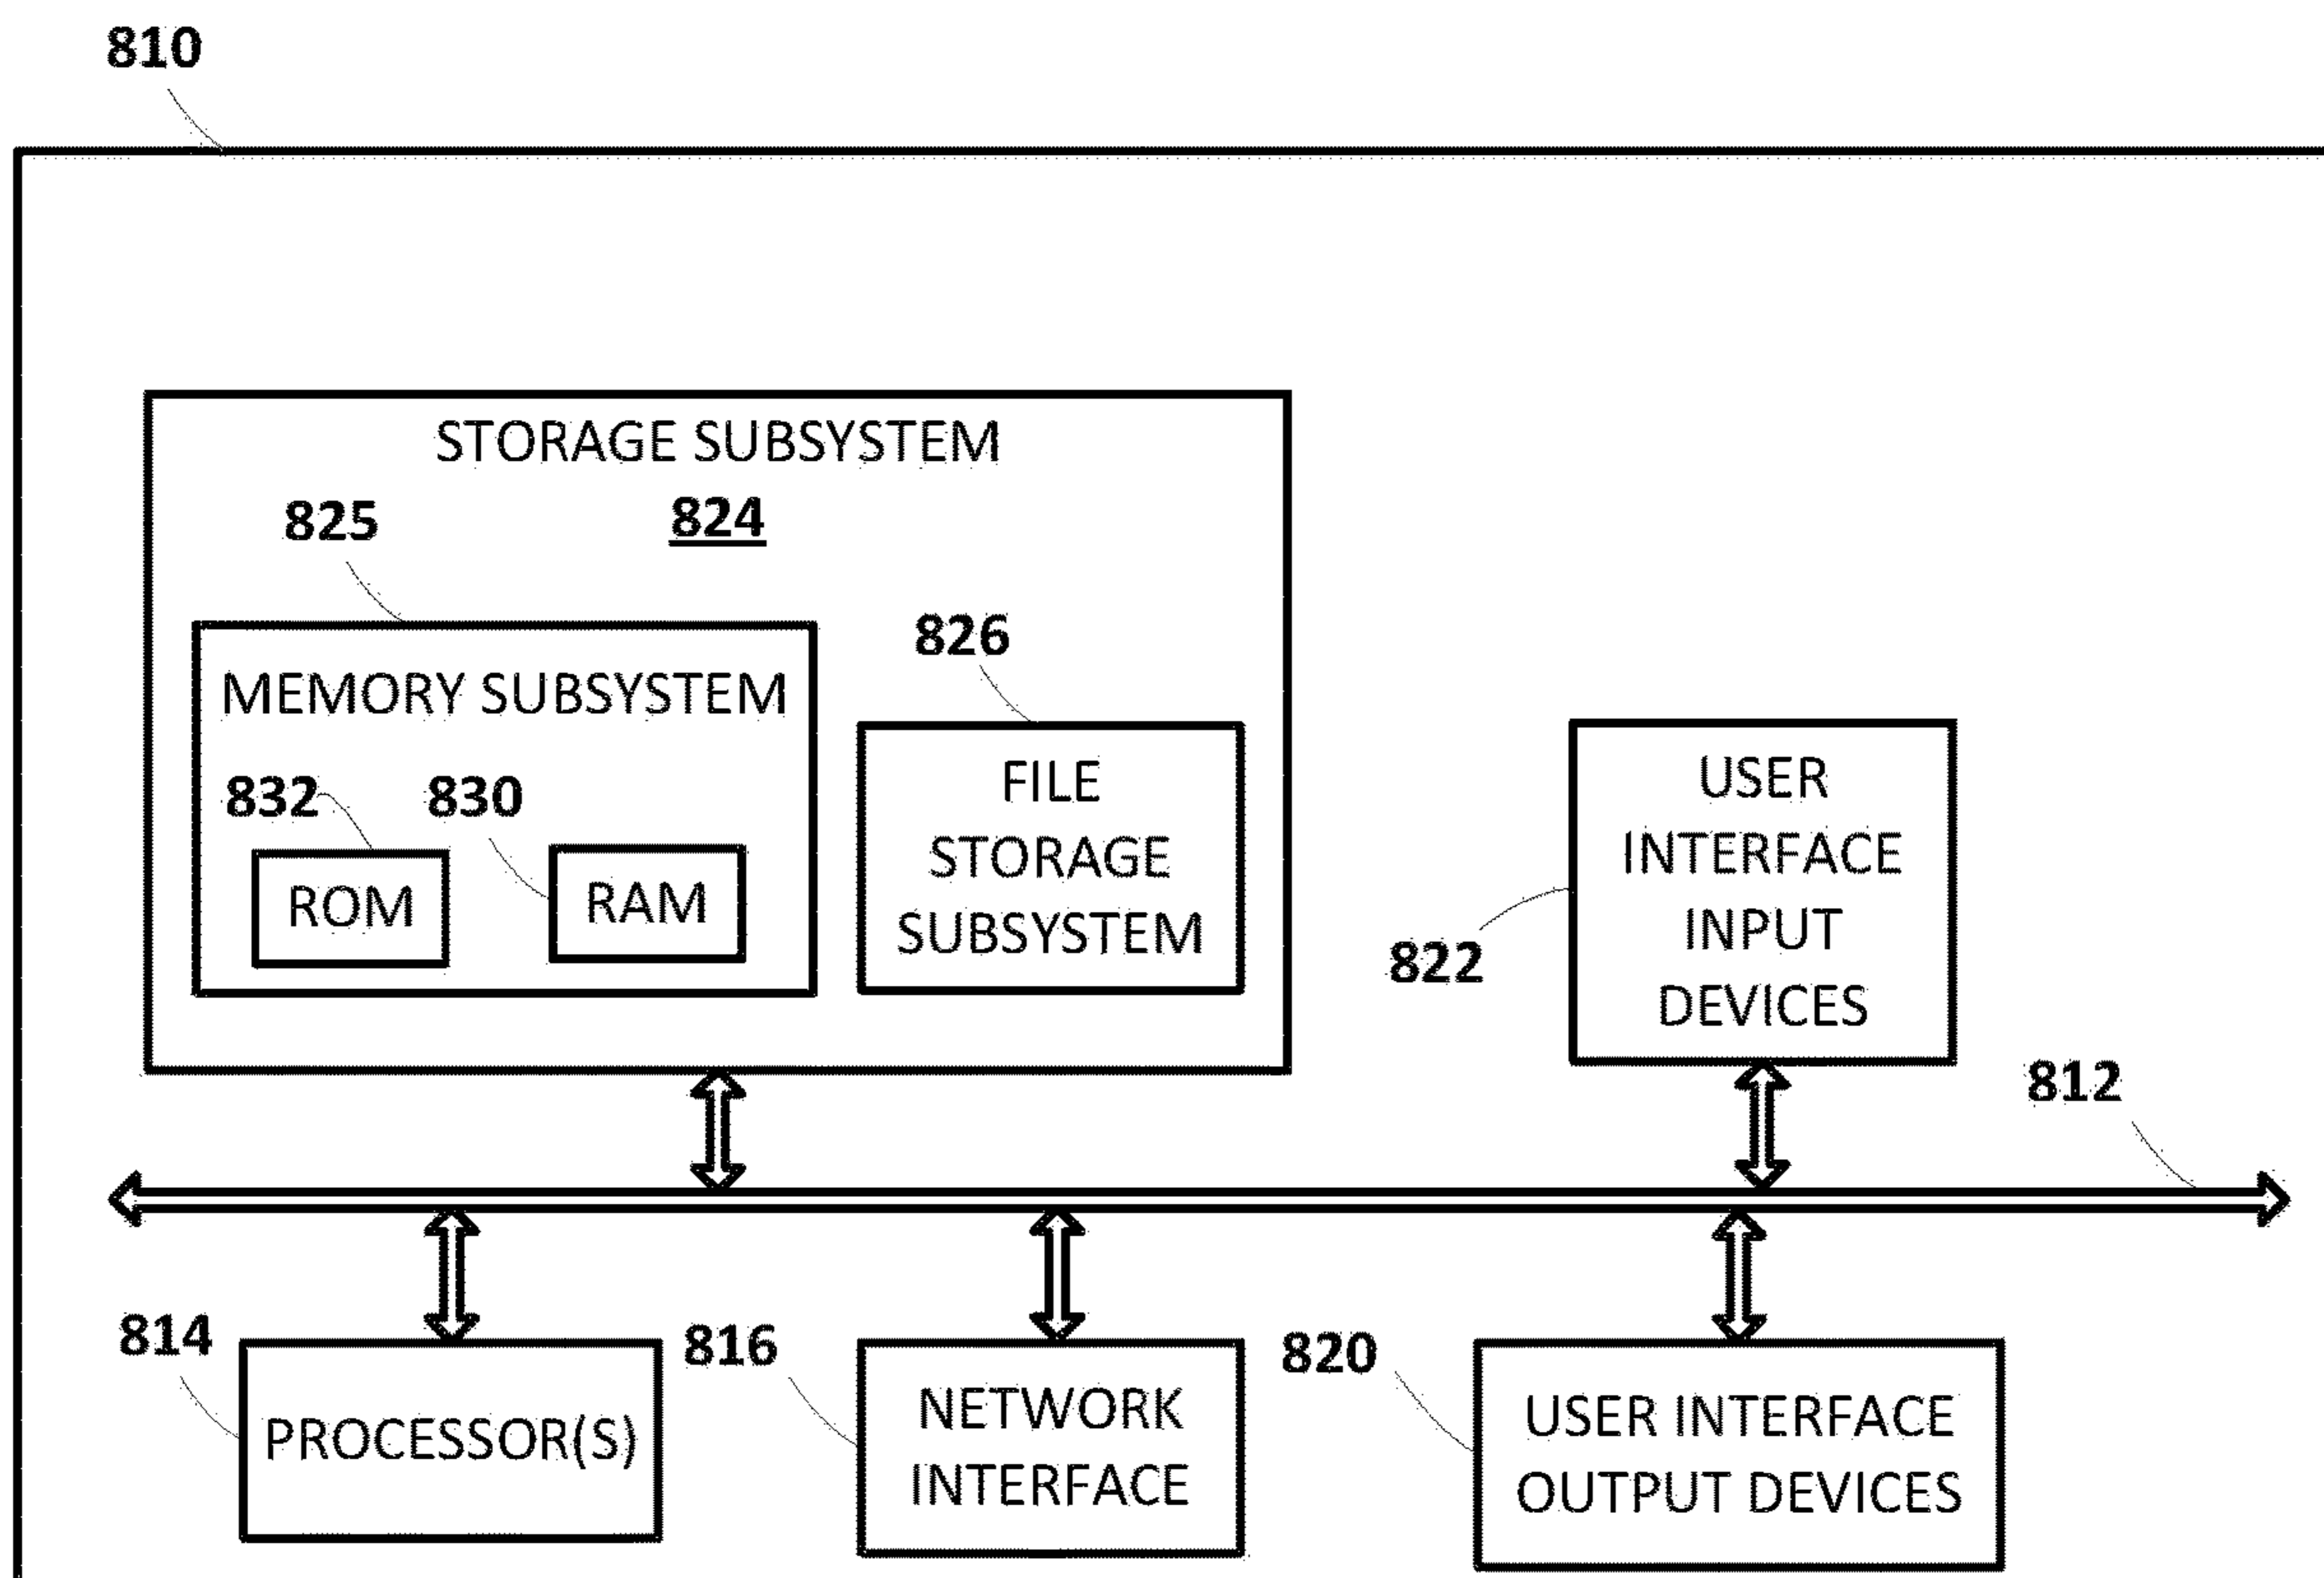 810
STORAGE SUBSYSTEM
824
825
MEMORY SUBSYSTEM
832
830
ROM
RAM
826
FILE
STORAGE
SUBSYSTEM
USER
INTERFACE
INPUT
DEVICES
822
812
814
PROCESSOR(S)
816
NETWORK
INTERFACE
820
USER INTERFACE
OUTPUT DEVICES